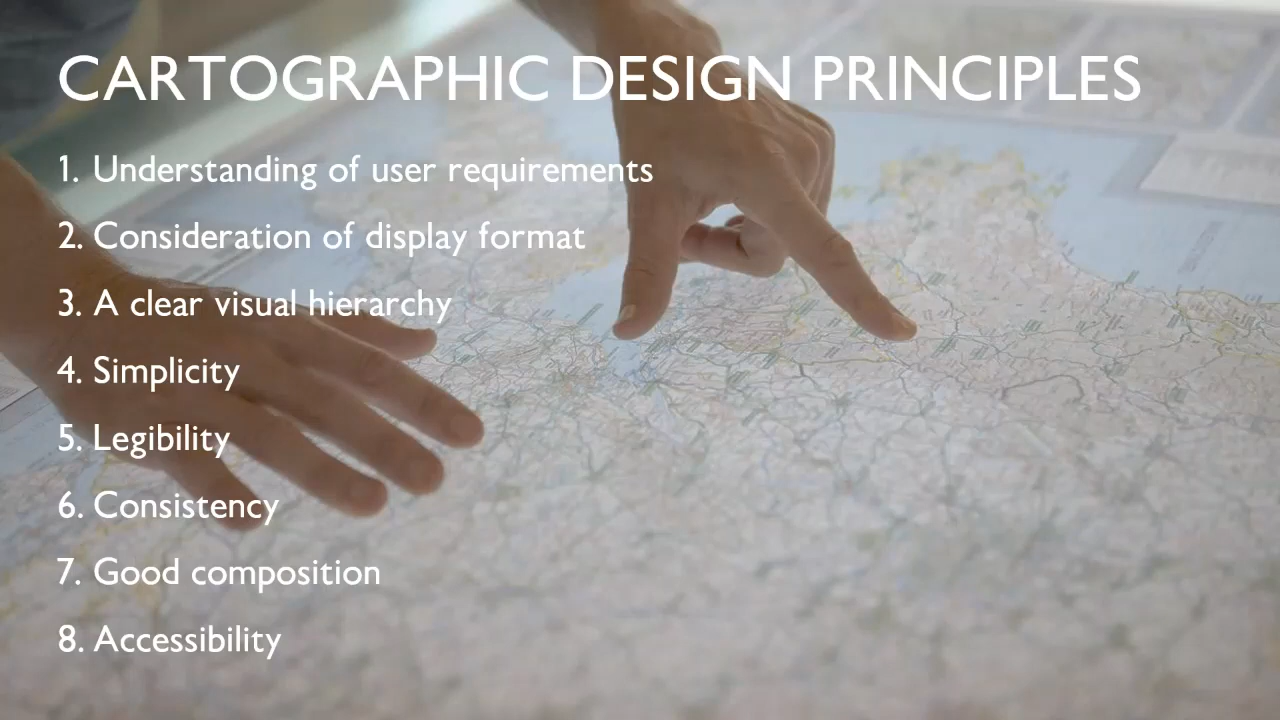 CARTOGRAPHIC DESIGN PRINCIPLES
1. Understanding of user requirements
2. Consideration of display format
3. A clear visual hierarchy
4. Simplicity
5. Legibility
6. Consistency
7. Good composition
8. Accessibility